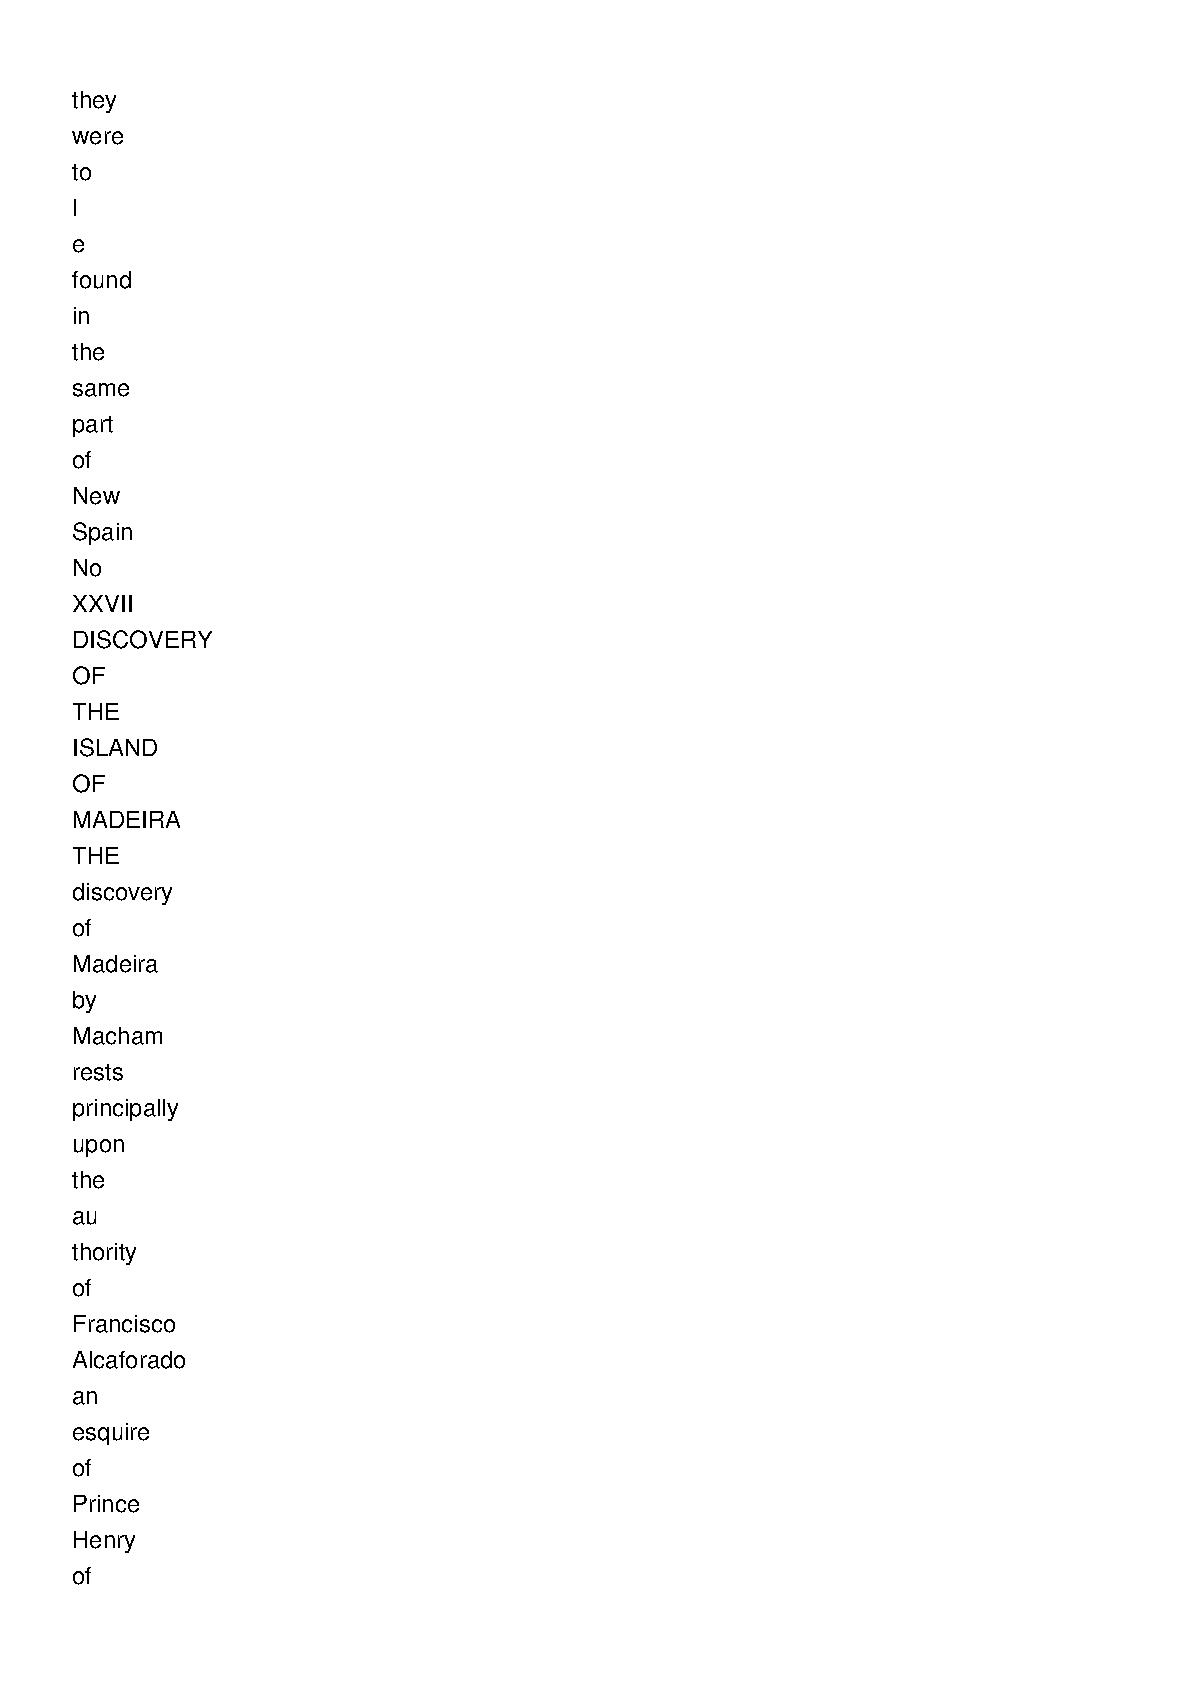 they
were
to
l
e
found
in
the
same
part
of
New
Spain
No
XXVII
DISCOVERY
OF
THE
ISLAND
OF
MADEIRA
THE
discovery
of
Madeira
by
Macham
rests
principally
upon
the
au
thority
of
Francisco
Alcaforado
an
esquire
of
Prince
Henry
of